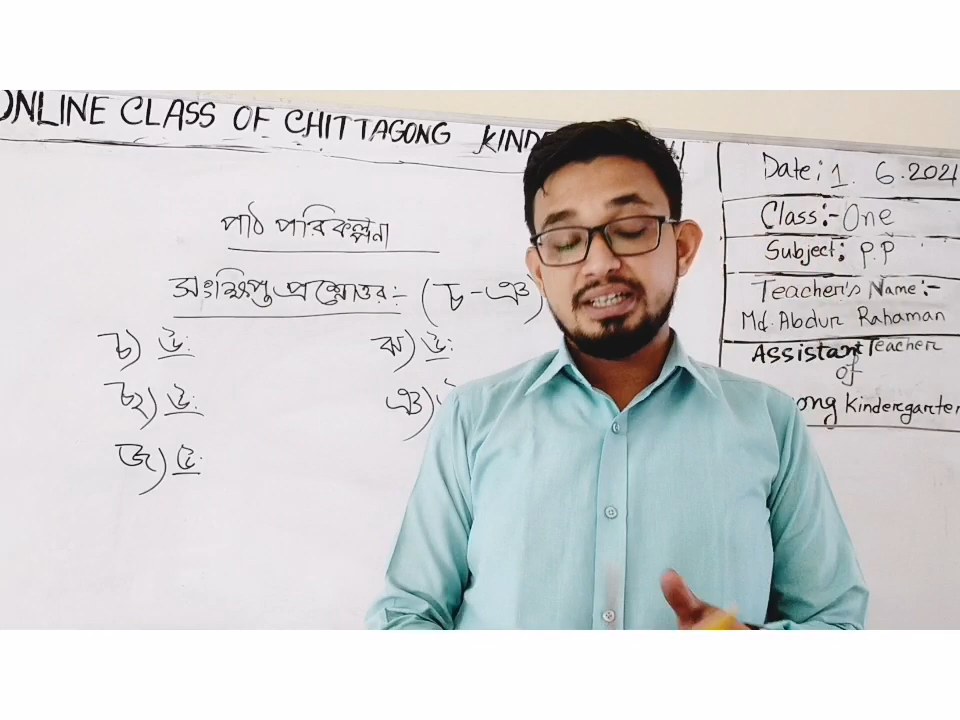 ONLINE CLASS OF CHITTAGONG KIND
পাঠ পরিকল্পনা
সংক্ষিপ্ত প্রশ্নোত্তর:- (চ - ঞ)
চ) উ:
ছ) উ:
জ) উ:
ঝ) উ:
ঞ)
Date: 1. 6. 2021
Class:- One
Subject: P.P
Teacher's Name:-
Md. Abdur Rahaman
Assistant Teacher
of
ong Kindergarten